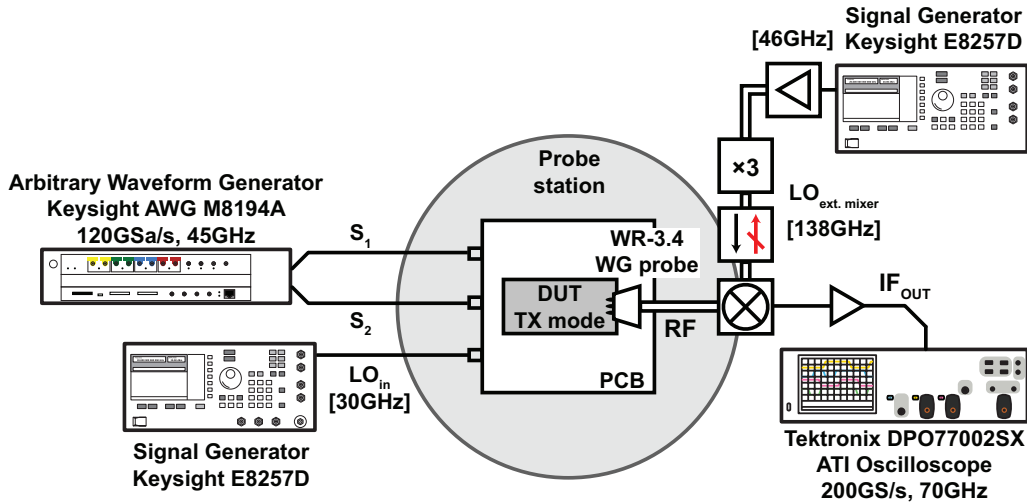 Signal Generator
Keysight E8257D
[46GHz]
×3
LOext. mixer
[138GHz]
Probe
station
Arbitrary Waveform Generator
Keysight AWG M8194A
120GSa/s, 45GHz
S1
S2
WR-3.4
WG probe
DUT
TX mode
RF
PCB
IFOUT
LOin
[30GHz]
Signal Generator
Keysight E8257D
Tektronix DPO77002SX
ATI Oscilloscope
200GS/s, 70GHz